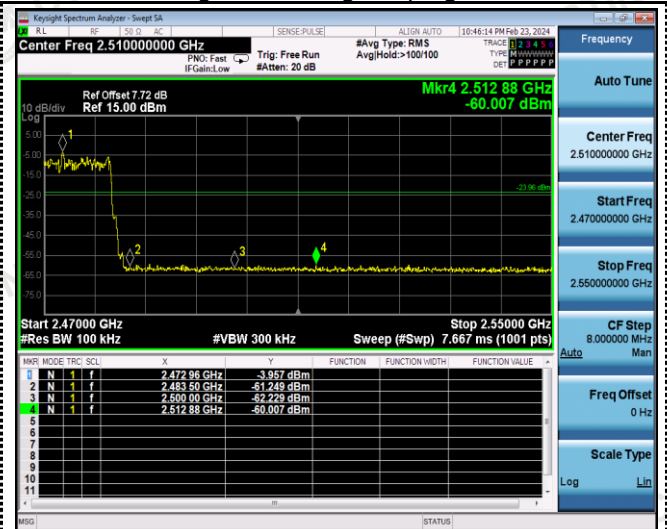 Keysight Spectrum Analyzer - Swept SA
RL RF 50 Ω AC SENSE:PULSE ALIGN AUTO 10:46:14 PM Feb 23, 2024
Center Freq 2.510000000 GHz #Avg Type: RMS TRACE 1 2 3 4 5 6
PNO: Fast Trig: Free Run Avg|Hold:>100/100 TYPE M W W W W W
IFGain:Low #Atten: 20 dB DET P P P P P P
Mkr4 2.512 88 GHz
Ref Offset 7.72 dB
10 dB/div Ref 15.00 dBm -60.007 dBm
Log
5.00
-5.00
-15.0
-25.0
-35.0
-45.0
-55.0
-65.0
-75.0
1
2
3
4
-23.96 dBm
Start 2.47000 GHz Stop 2.55000 GHz
#Res BW 100 kHz #VBW 300 kHz Sweep (#Swp) 7.667 ms (1001 pts)
MKR MODE TRC SCL X Y FUNCTION FUNCTION WIDTH FUNCTION VALUE
1 N 1 f 2.472 96 GHz -3.957 dBm
2 N 1 f 2.483 50 GHz -61.249 dBm
3 N 1 f 2.500 00 GHz -62.229 dBm
4 N 1 f 2.512 88 GHz -60.007 dBm
5
6
7
8
9
10
11
MSG STATUS
Frequency
Auto Tune
Center Freq
2.510000000 GHz
Start Freq
2.470000000 GHz
Stop Freq
2.550000000 GHz
CF Step
8.000000 MHz
Auto Man
Freq Offset
0 Hz
Scale Type
Log Lin